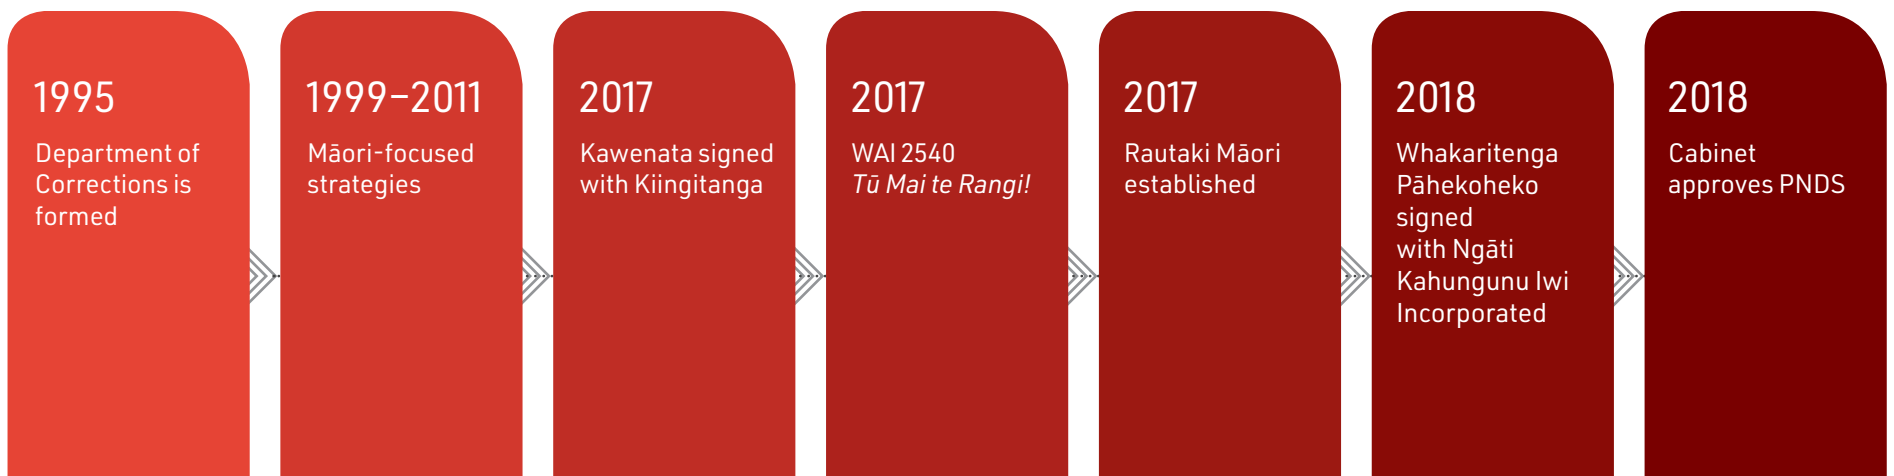 1995
Department of
Corrections is
formed
1999–2011
Māori-focused
strategies
2017
Kawenata signed
with Kiingitanga
2017
WAI 2540
Tū Mai te Rangi!
2017
Rautaki Māori
established
2018
Whakaritenga
Pāhekoheko
signed
with Ngāti
Kahungunu Iwi
Incorporated
2018
Cabinet
approves PNDS